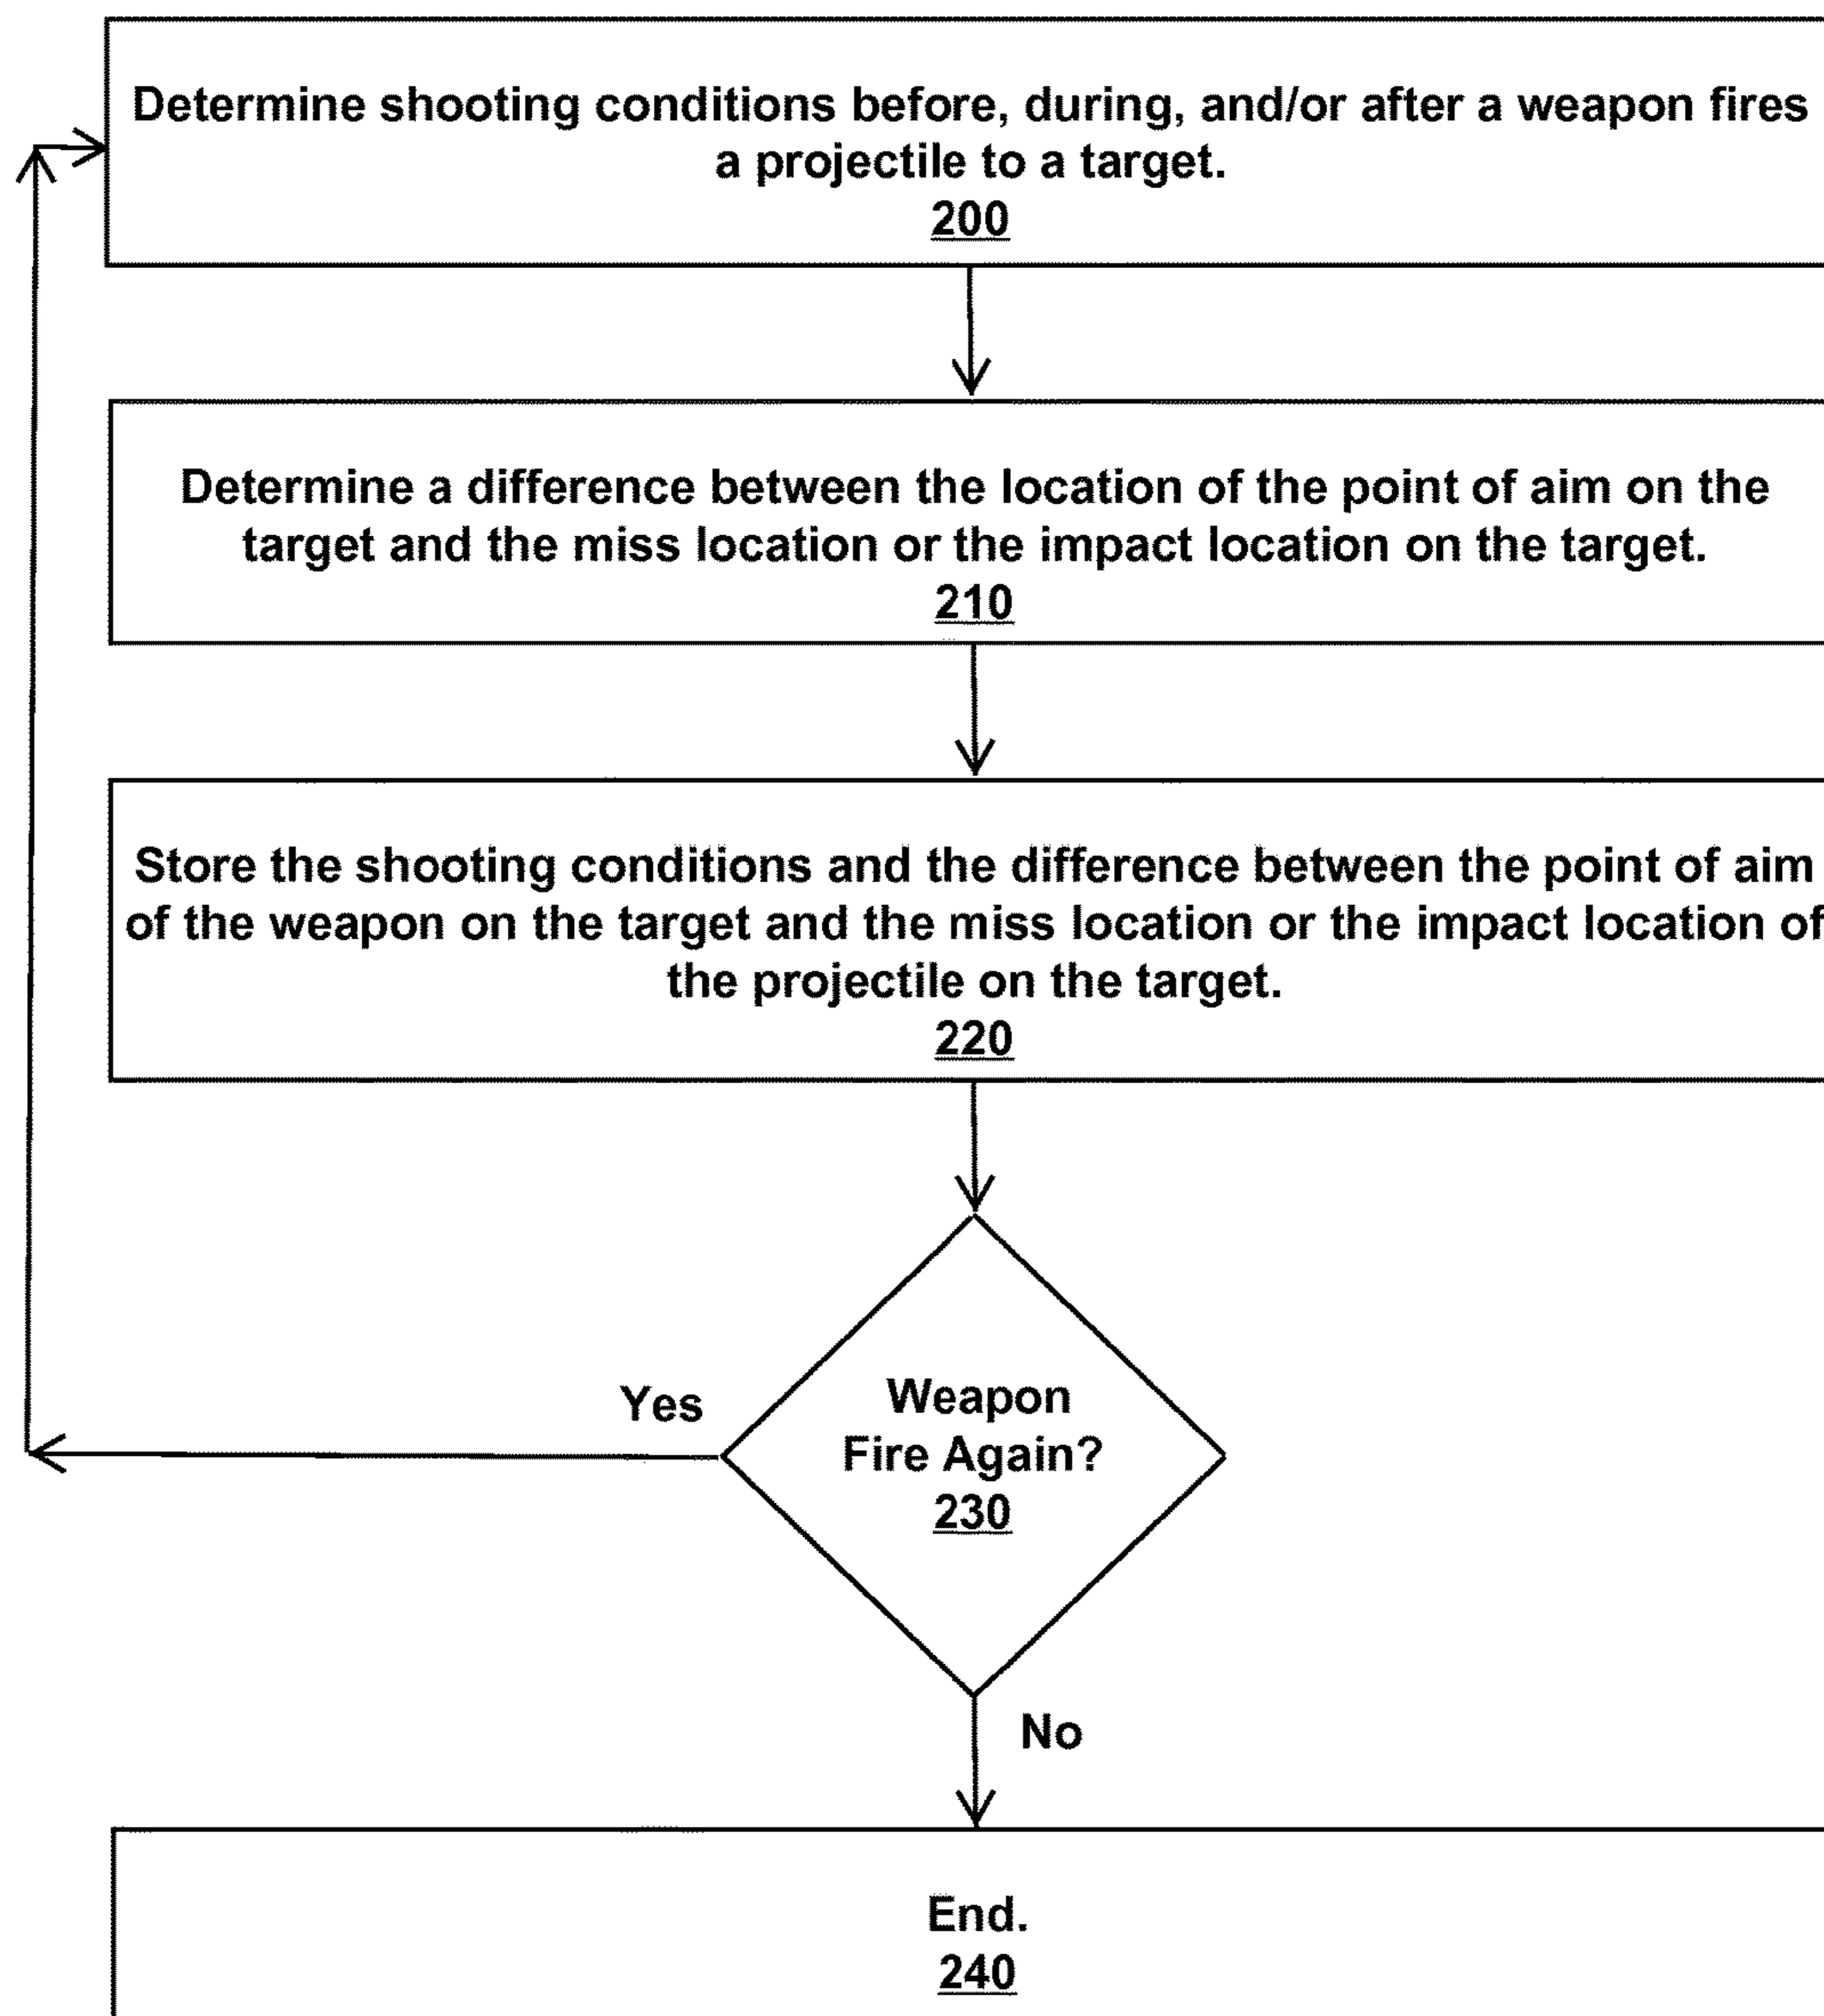 Determine shooting conditions before, during, and/or after a weapon fires
a projectile to a target.
200
Determine a difference between the location of the point of aim on the
target and the miss location or the impact location on the target.
210
Store the shooting conditions and the difference between the point of aim
of the weapon on the target and the miss location or the impact location of
the projectile on the target.
220
Yes
Weapon
Fire Again?
230
No
End.
240